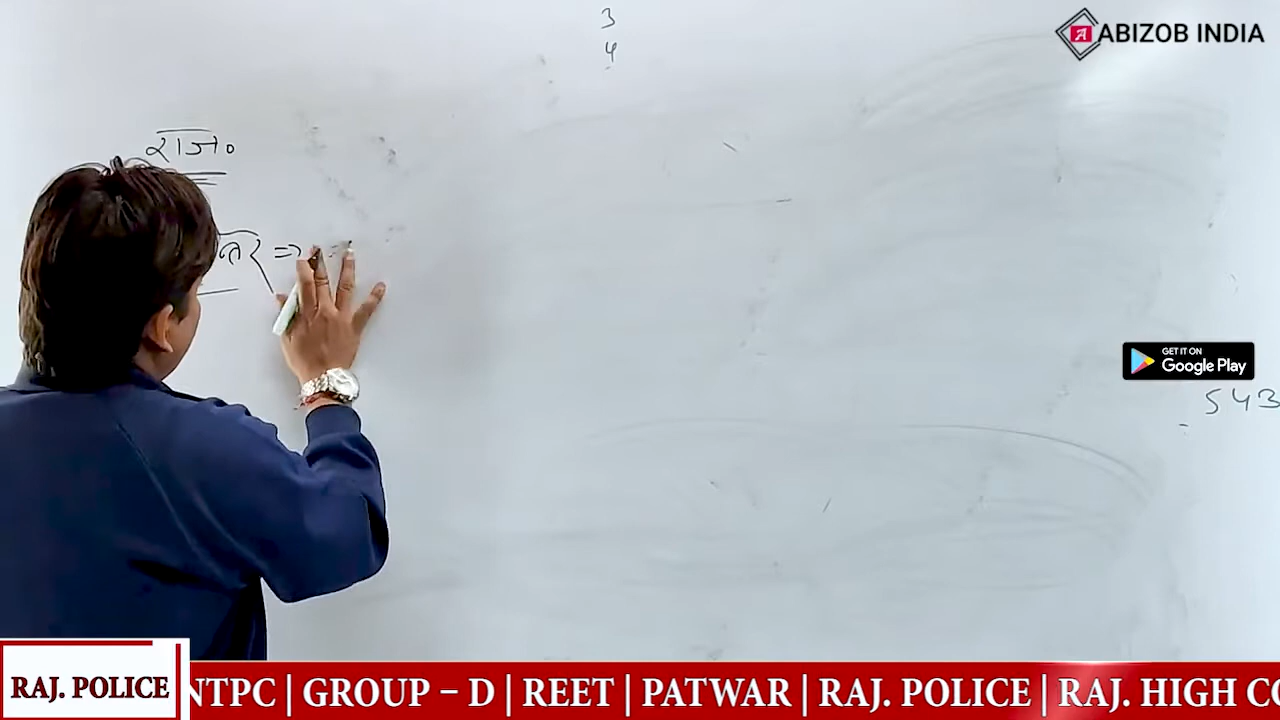 3
4
ABIZOB INDIA
राज०
=>
GET IT ON
Google Play
543
RAJ. POLICE
NTPC | GROUP – D | REET | PATWAR | RAJ. POLICE | RAJ. HIGH CO